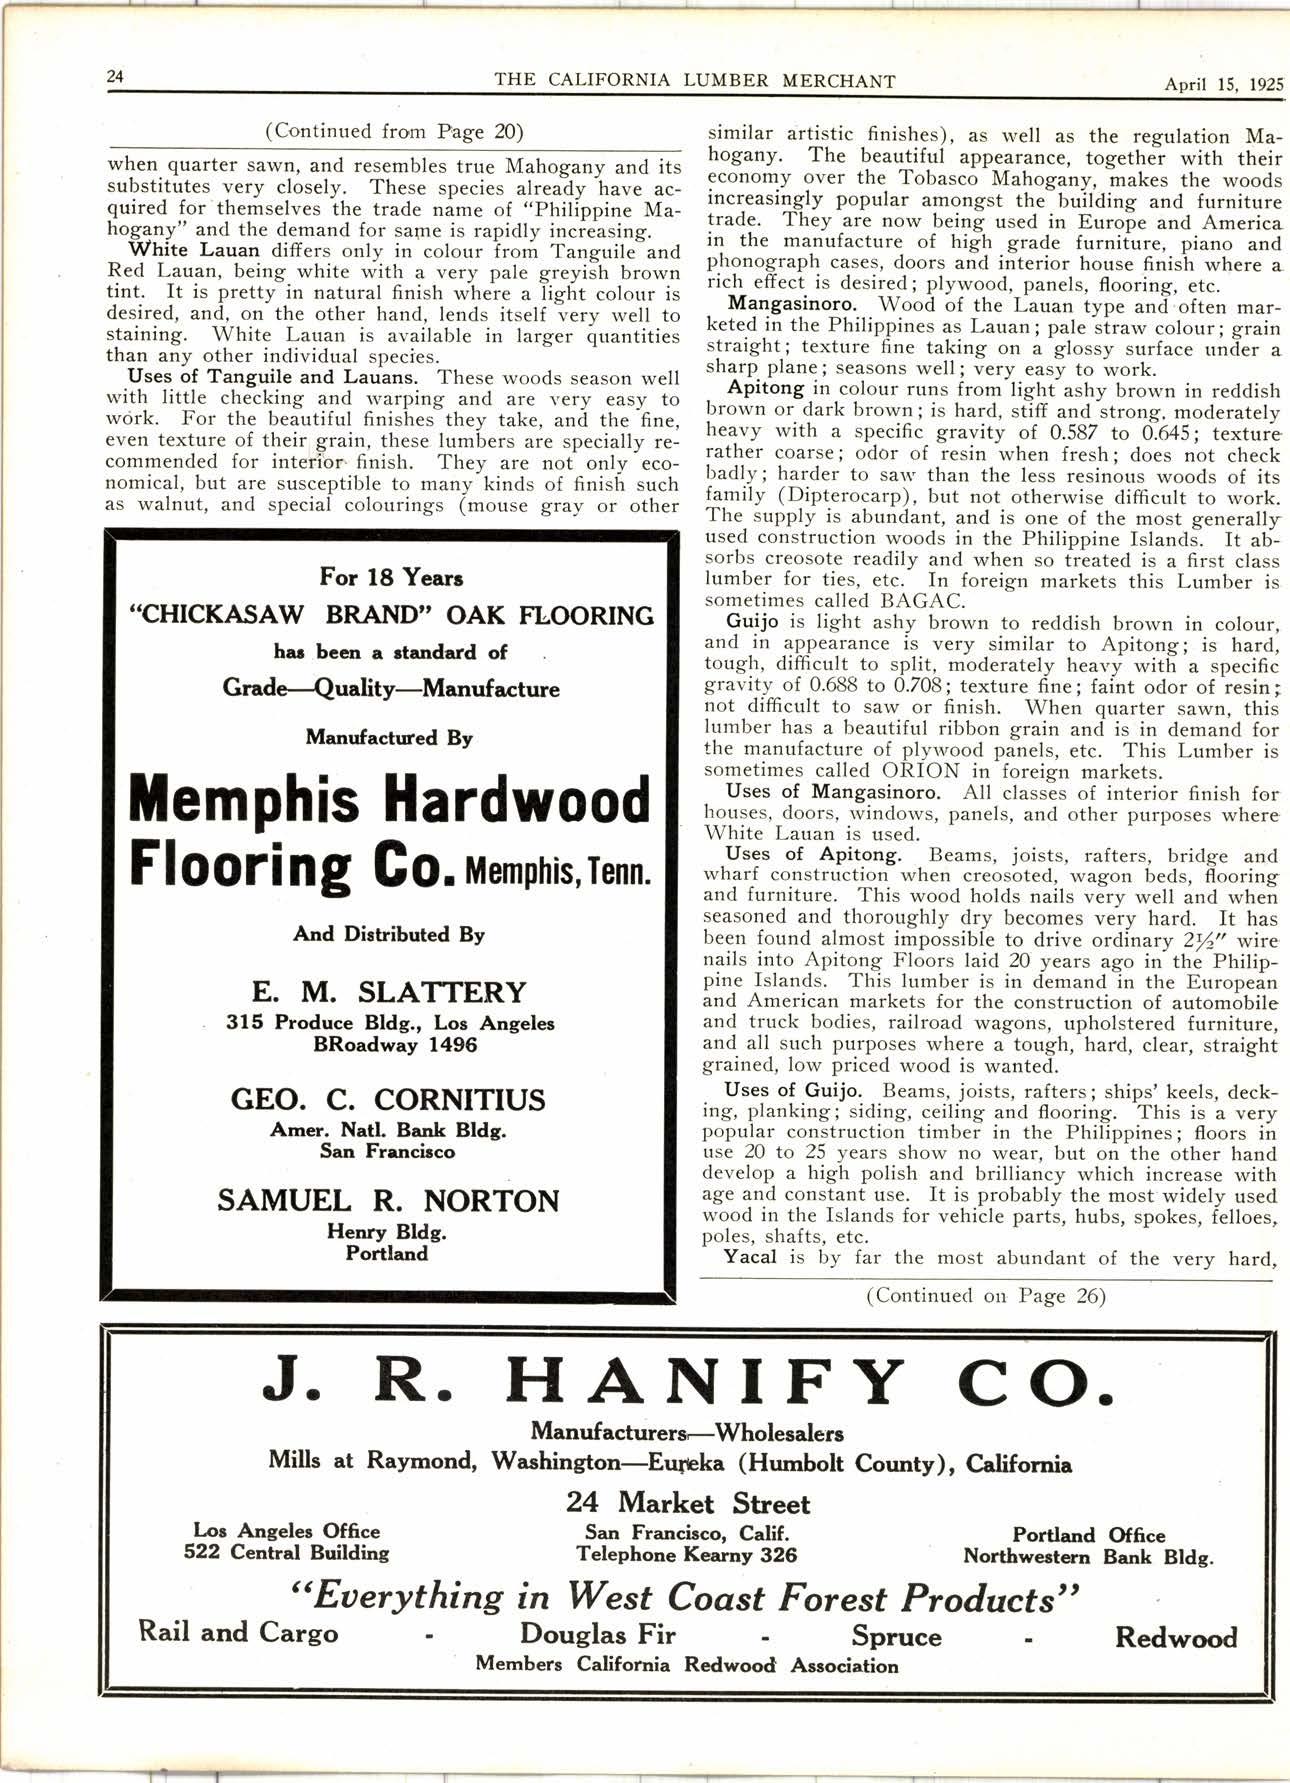 24
THE CALIFORNIA LUMBER MERCHANT
April 15, 1925
(Continued from Page 20)
when quarter sawn, and resembles true Mahogany and its
substitutes very closely. These species already have ac-
quired for themselves the trade name of “Philippine Ma-
hogany” and the demand for same is rapidly increasing.
White Lauan differs only in colour from Tanguile and
Red Lauan, being white with a very pale greyish brown
tint. It is pretty in natural finish where a light colour is
desired, and, on the other hand, lends itself very well to
staining. White Lauan is available in larger quantities
than any other individual species.
Uses of Tanguile and Lauans. These woods season well
with little checking and warping and are very easy to
work. For the beautiful finishes they take, and the fine,
even texture of their grain, these lumbers are specially re-
commended for interior finish. They are not only eco-
nomical, but are susceptible to many kinds of finish such
as walnut, and special colourings (mouse gray or other
For 18 Years
“CHICKASAW BRAND” OAK FLOORING
has been a standard of
Grade—Quality—Manufacture
Manufactured By
Memphis Hardwood
Flooring Co. Memphis, Tenn.
And Distributed By
E. M. SLATTERY
315 Produce Bldg., Los Angeles
BRoadway 1496
GEO. C. CORNITIUS
Amer. Natl. Bank Bldg.
San Francisco
SAMUEL R. NORTON
Henry Bldg.
Portland
similar artistic finishes), as well as the regulation Ma-
hogany. The beautiful appearance, together with their
economy over the Tobasco Mahogany, makes the woods
increasingly popular amongst the building and furniture
trade. They are now being used in Europe and America
in the manufacture of high grade furniture, piano and
phonograph cases, doors and interior house finish where a
rich effect is desired; plywood, panels, flooring, etc.
Mangasinoro. Wood of the Lauan type and often mar-
keted in the Philippines as Lauan; pale straw colour; grain
straight; texture fine taking on a glossy surface under a
sharp plane; seasons well; very easy to work.
Apitong in colour runs from light ashy brown in reddish
brown or dark brown; is hard, stiff and strong, moderately
heavy with a specific gravity of 0.587 to 0.645; texture
rather coarse; odor of resin when fresh; does not check
badly; harder to saw than the less resinous woods of its
family (Dipterocarp), but not otherwise difficult to work.
The supply is abundant, and is one of the most generally
used construction woods in the Philippine Islands. It ab-
sorbs creosote readily and when so treated is a first class
lumber for ties, etc. In foreign markets this Lumber is
sometimes called BAGAC.
Guijo is light ashy brown to reddish brown in colour,
and in appearance is very similar to Apitong; is hard,
tough, difficult to split, moderately heavy with a specific
gravity of 0.688 to 0.708; texture fine; faint odor of resin;
not difficult to saw or finish. When quarter sawn, this
lumber has a beautiful ribbon grain and is in demand for
the manufacture of plywood panels, etc. This Lumber is
sometimes called ORION in foreign markets.
Uses of Mangasinoro. All classes of interior finish for
houses, doors, windows, panels, and other purposes where
White Lauan is used.
Uses of Apitong. Beams, joists, rafters, bridge and
wharf construction when creosoted, wagon beds, flooring
and furniture. This wood holds nails very well and when
seasoned and thoroughly dry becomes very hard. It has
been found almost impossible to drive ordinary 2½″ wire
nails into Apitong Floors laid 20 years ago in the Philip-
pine Islands. This lumber is in demand in the European
and American markets for the construction of automobile
and truck bodies, railroad wagons, upholstered furniture,
and all such purposes where a tough, hard, clear, straight
grained, low priced wood is wanted.
Uses of Guijo. Beams, joists, rafters; ships’ keels, deck-
ing, planking; siding, ceiling and flooring. This is a very
popular construction timber in the Philippines; floors in
use 20 to 25 years show no wear, but on the other hand
develop a high polish and brilliancy which increase with
age and constant use. It is probably the most widely used
wood in the Islands for vehicle parts, hubs, spokes, felloes,
poles, shafts, etc.
Yacal is by far the most abundant of the very hard,
(Continued on Page 26)
J. R. HANIFY CO.
Manufacturers—Wholesalers
Mills at Raymond, Washington—Eureka (Humbolt County), California
24 Market Street
Los Angeles Office
522 Central Building
San Francisco, Calif.
Telephone Kearny 326
Portland Office
Northwestern Bank Bldg.
“Everything in West Coast Forest Products”
Rail and Cargo - Douglas Fir - Spruce - Redwood
Members California Redwood Association